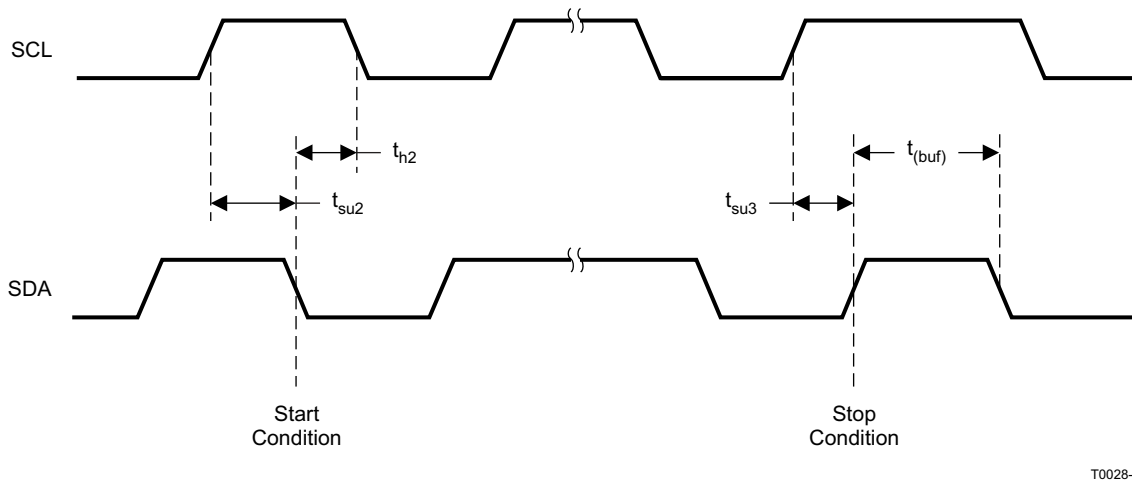 SCL
t_h2
t_(buf)
t_su2
t_su3
SDA
Start
Condition
Stop
Condition
T0028-